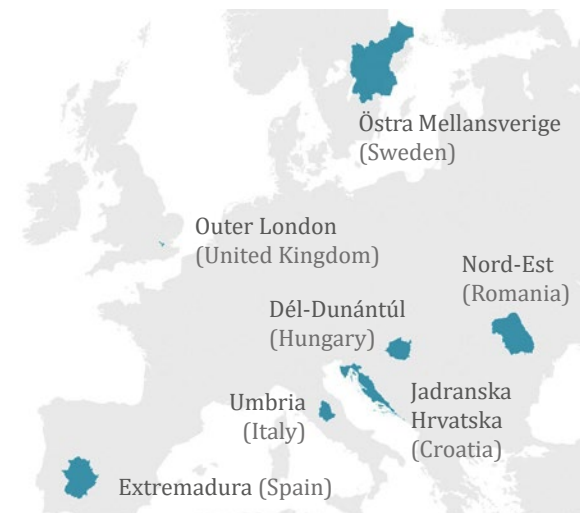 Östra Mellansverige
(Sweden)
Outer London
(United Kingdom)
Nord-Est
(Romania)
Dél-Dunántúl
(Hungary)
Jadranska
Hrvatska
(Croatia)
Umbria
(Italy)
Extremadura (Spain)